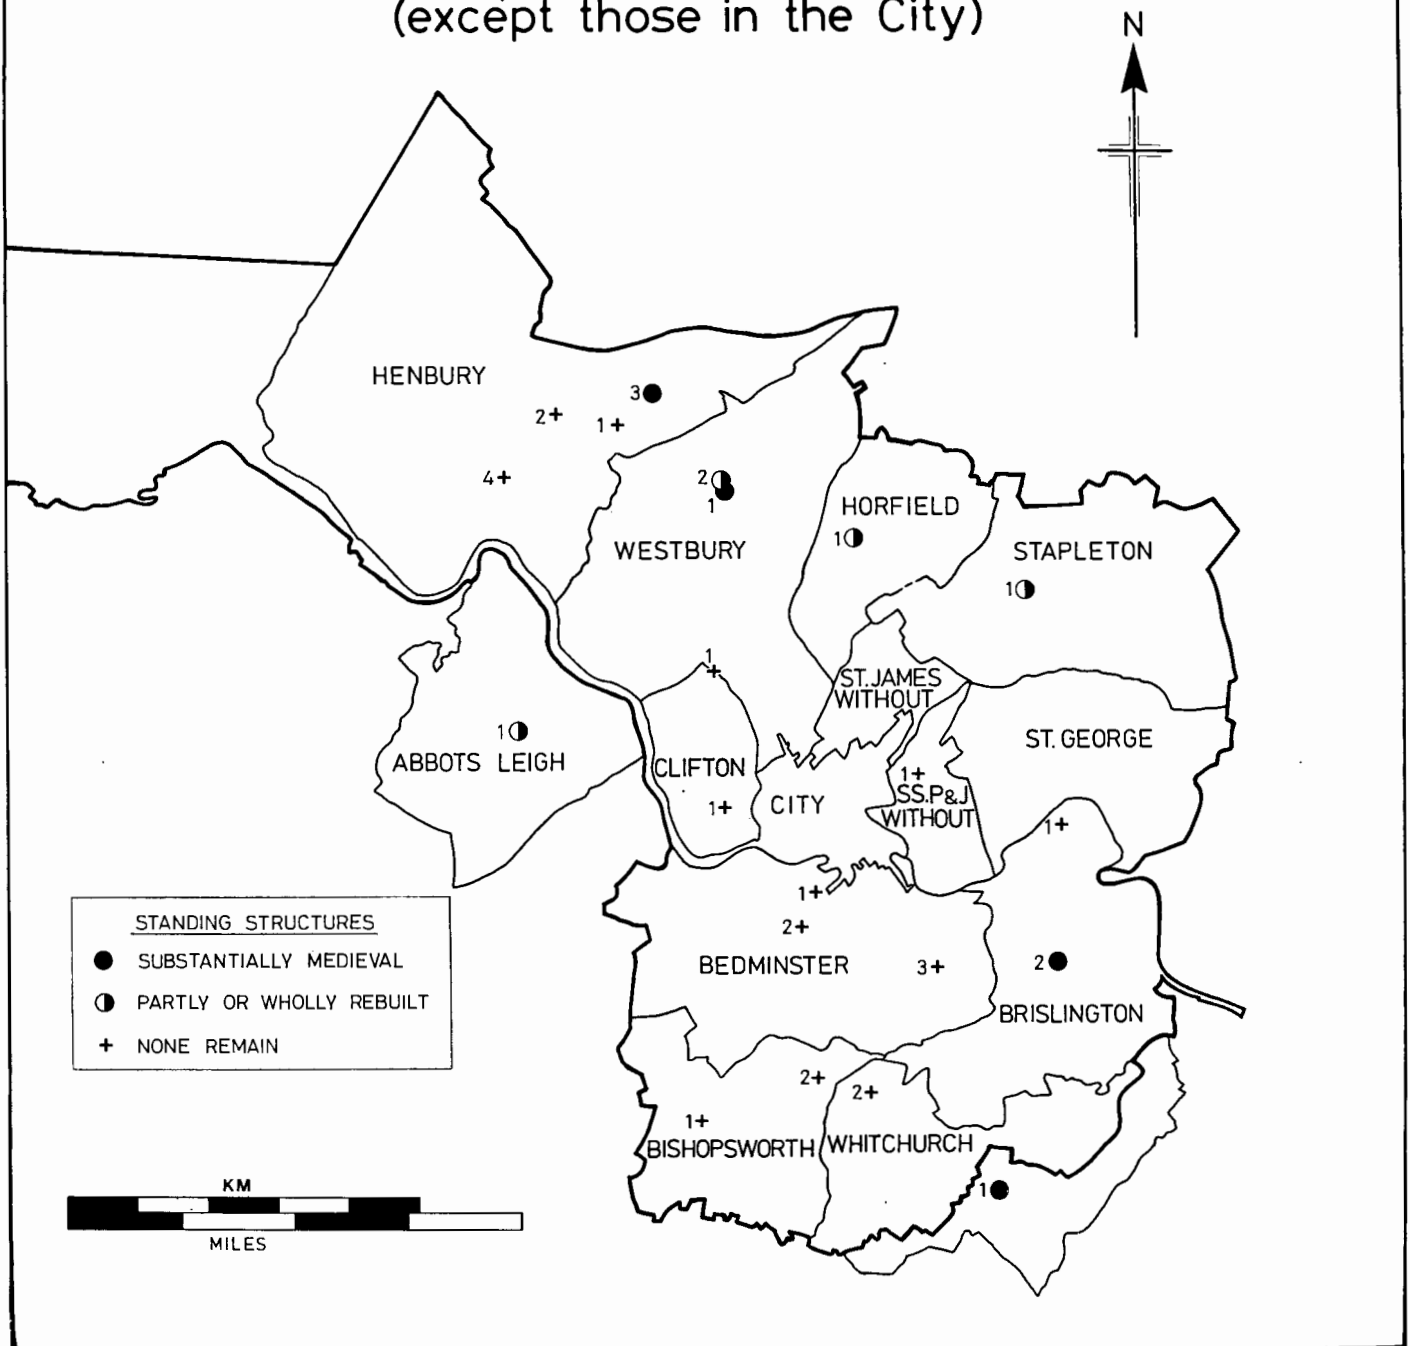 (except those in the City)
N
HENBURY
3
2+
1+
4+
2
1
WESTBURY
HORFIELD
1
STAPLETON
1
1
+
ST. JAMES
WITHOUT
ST. GEORGE
1
ABBOTS LEIGH
CLIFTON
1+
CITY
1+
SS.P&J
WITHOUT
1+
1+
2+
BEDMINSTER
3+
2
BRISLINGTON
STANDING STRUCTURES
SUBSTANTIALLY MEDIEVAL
PARTLY OR WHOLLY REBUILT
+ NONE REMAIN
2+
2+
1+
BISHOPSWORTH
WHITCHURCH
1
KM
MILES